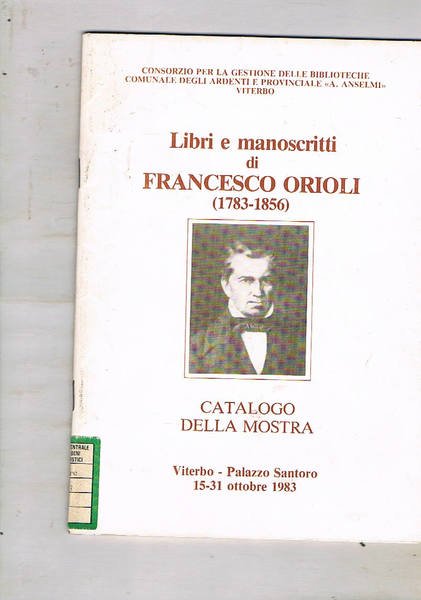 CONSORZIO PER LA GESTIONE DELLE BIBLIOTECHE
COMUNALE DEGLI ARDENTI E PROVINCIALE «A. ANSELMI»
VITERBO
Libri e manoscritti
di
FRANCESCO ORIOLI
(1783-1856)
CATALOGO
DELLA MOSTRA
Viterbo - Palazzo Santoro
15-31 ottobre 1983